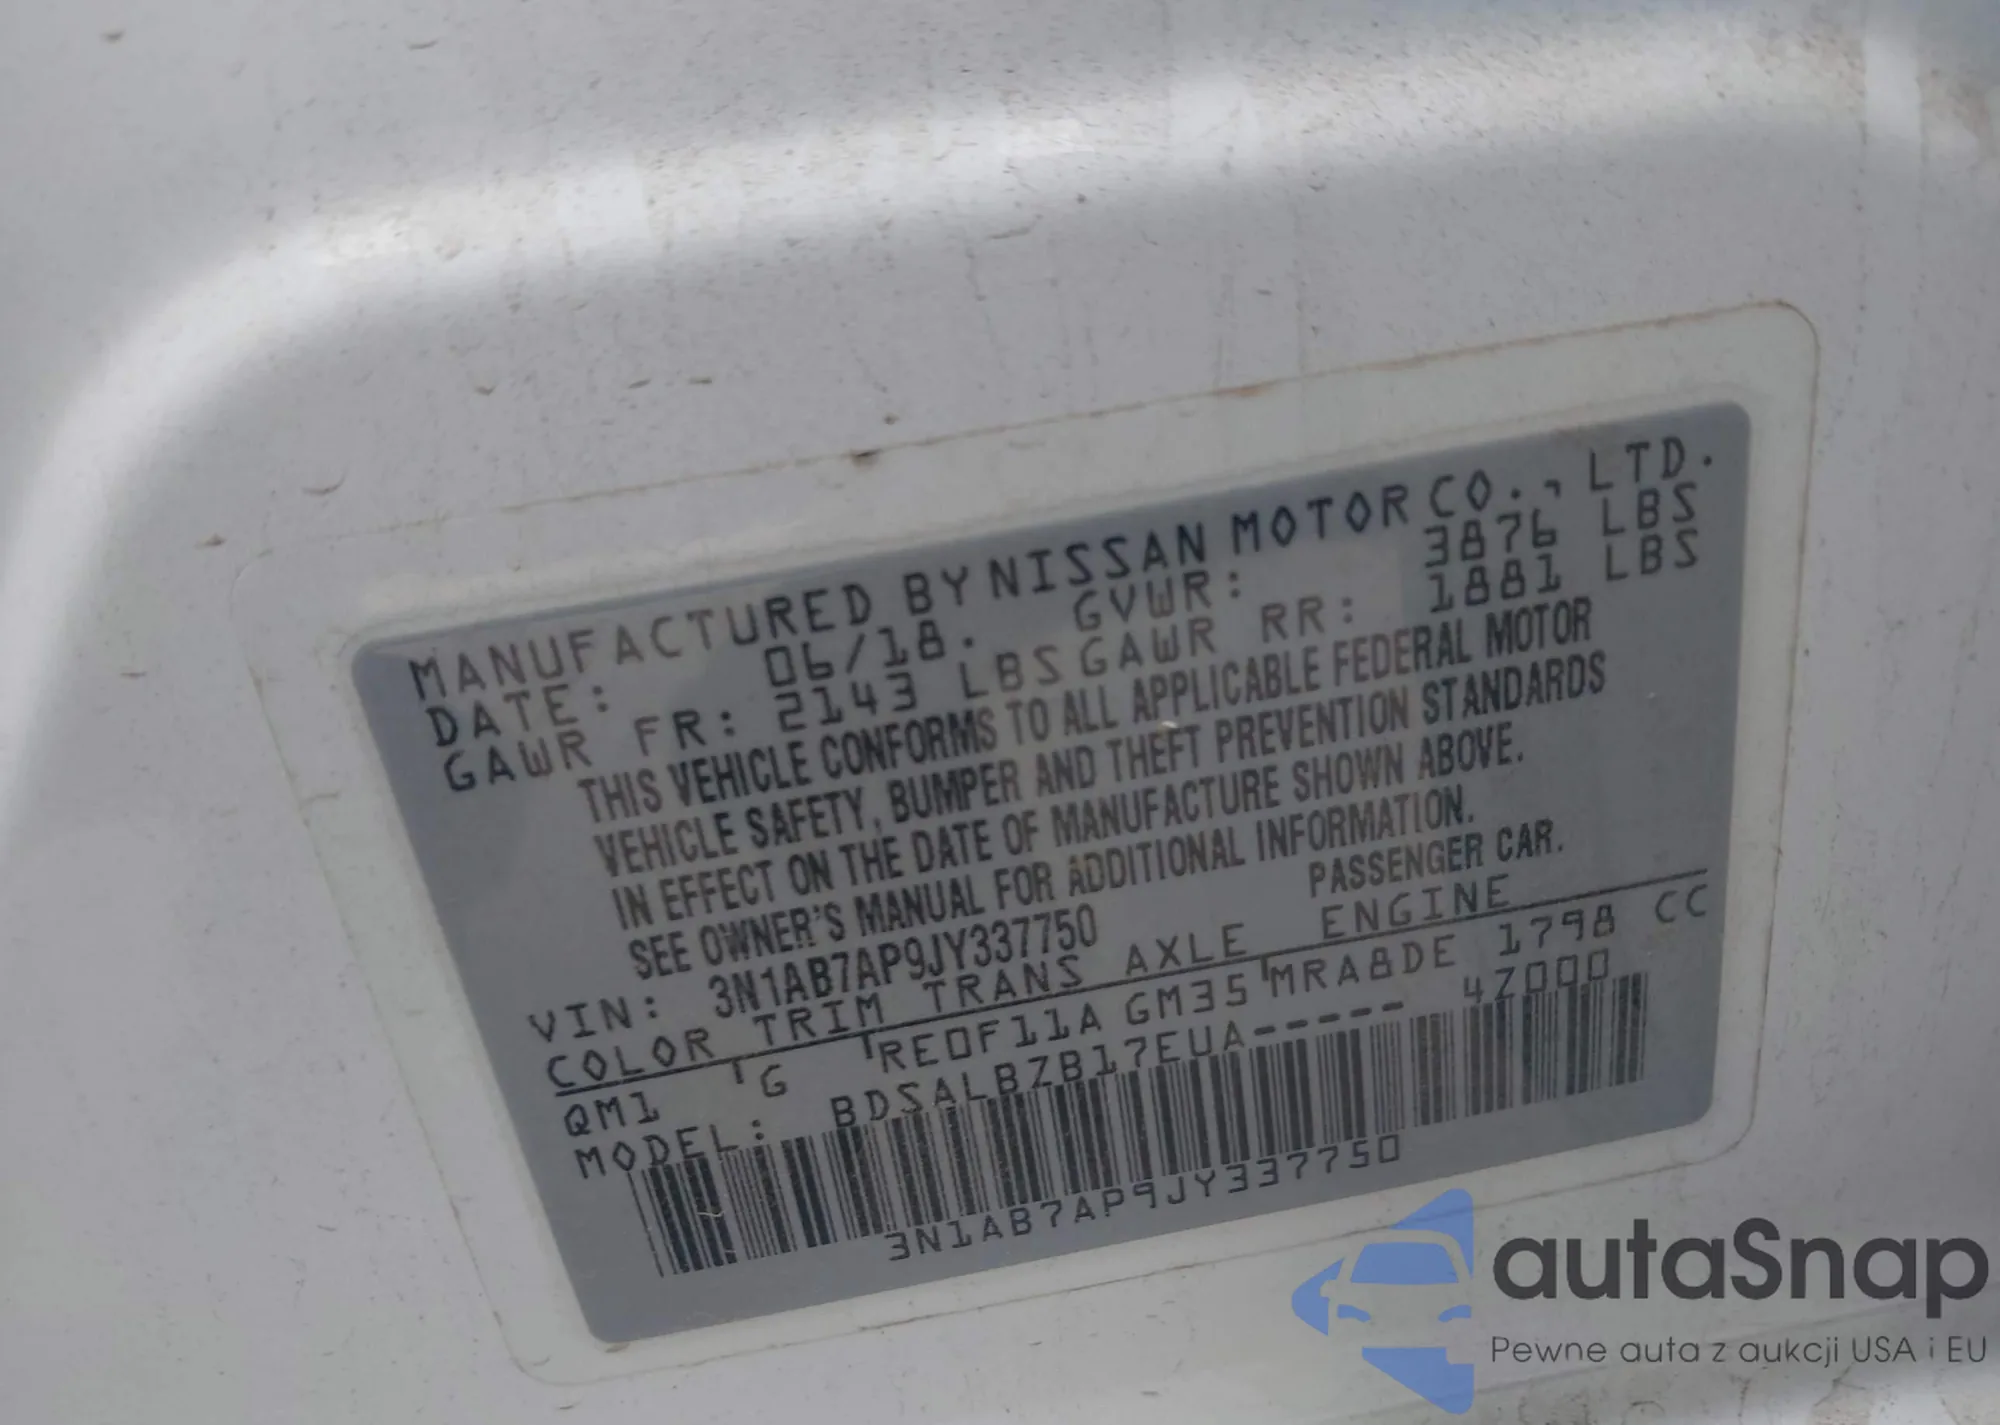 MANUFACTURED BY NISSAN MOTOR CO., LTD.
DATE: 06/18. GVWR: 3876 LBS
GAWR FR: 2143 LBS GAWR RR: 1881 LBS
THIS VEHICLE CONFORMS TO ALL APPLICABLE FEDERAL MOTOR
VEHICLE SAFETY, BUMPER AND THEFT PREVENTION STANDARDS
IN EFFECT ON THE DATE OF MANUFACTURE SHOWN ABOVE.
SEE OWNER'S MANUAL FOR ADDITIONAL INFORMATION.
VIN: 3N1AB7AP9JY337750 PASSENGER CAR.
COLOR TRIM TRANS AXLE ENGINE
QM1 G RE0F11A GM35 MRA8DE 1798 CC
MODEL: BDSALBZB17EUA----- 4Z000
3N1AB7AP9JY337750
autaSnap
Pewne auta z aukcji USA i EU